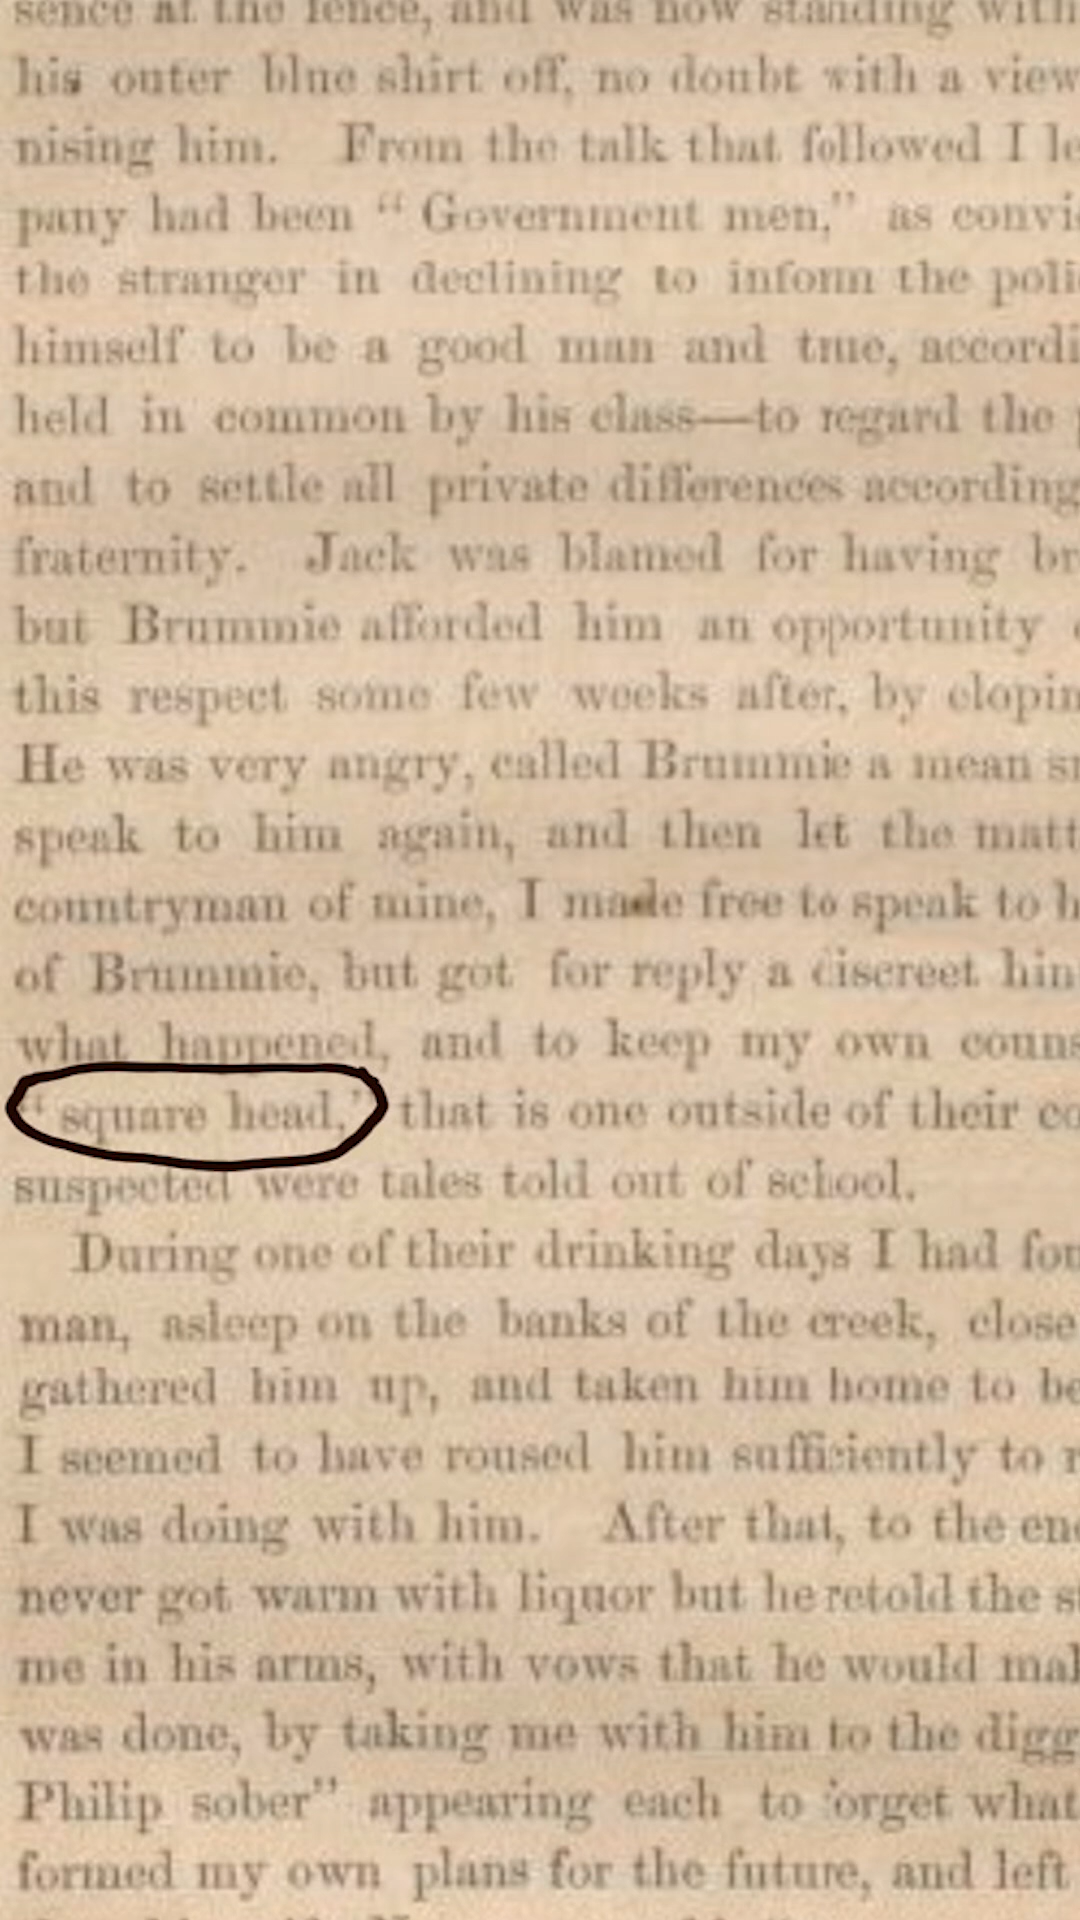 sence at the fence, and was now standing with
his outer blue shirt off, no doubt with a view
nising him. From the talk that followed I le
pany had been “ Government men,” as convi
the stranger in declining to inform the poli
himself to be a good man and true, accordi
held in common by his class—to regard the
and to settle all private differences according
fraternity. Jack was blamed for having br
but Brummie afforded him an opportunity
this respect some few weeks after, by elopin
He was very angry, called Brummie a mean s
speak to him again, and then let the matt
countryman of mine, I made free to speak to h
of Brummie, but got for reply a discreet hin
what happened, and to keep my own couns
“ square head,” that is one outside of their co
suspected were tales told out of school.
During one of their drinking days I had fou
man, asleep on the banks of the creek, close
gathered him up, and taken him home to be
I seemed to have roused him sufficiently to r
I was doing with him. After that, to the end
never got warm with liquor but he retold the s
me in his arms, with vows that he would mak
was done, by taking me with him to the digg
Philip sober” appearing each to forget what
formed my own plans for the future, and left